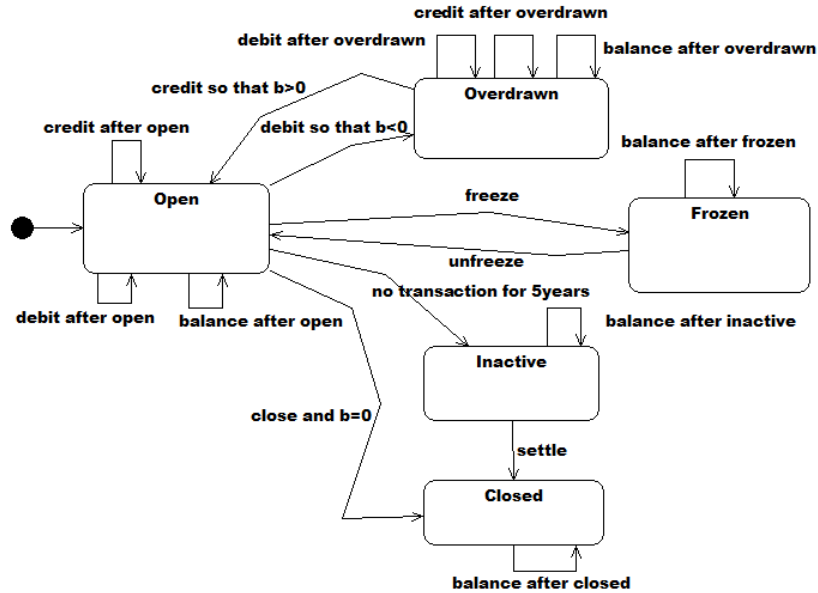 credit after overdrawn
debit after overdrawn
balance after overdrawn
credit so that b>0
Overdrawn
credit after open
debit so that b<0
balance after frozen
Open
freeze
Frozen
unfreeze
no transaction for 5years
debit after open
balance after open
balance after inactive
Inactive
close and b=0
settle
Closed
balance after closed